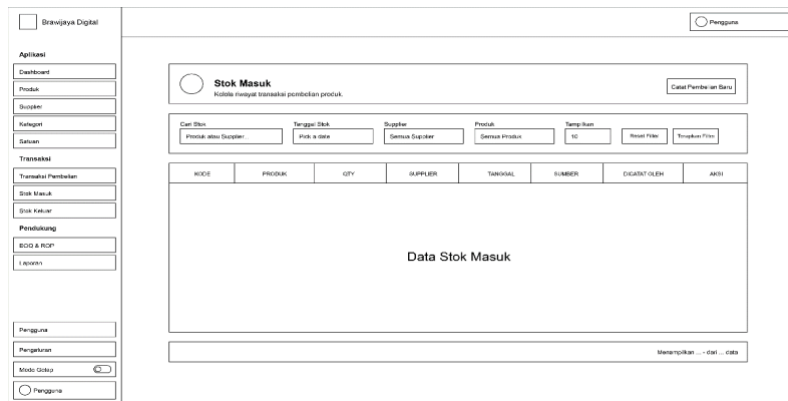 Brawijaya Digital
Pengguna
Aplikasi
Dashboard
Produk
Supplier
Kategori
Satuan
Transaksi
Transaksi Pembelian
Stok Masuk
Stok Keluar
Pendukung
EOQ & ROP
Laporan
Pengguna
Pengaturan
Mode Gelap
Pengguna
Stok Masuk
Kelola riwayat transaksi pembelian produk.
Catat Pembelian Baru
Cari Stok Tanggal Stok Supplier Produk Tampilkan
Produk atau Supplier... Pick a date Semua Supplier Semua Produk 10 Reset Filter Terapkan Filter
KODE PRODUK QTY SUPPLIER TANGGAL SUMBER DICATAT OLEH AKSI
Data Stok Masuk
Menampilkan ... - dari ... data